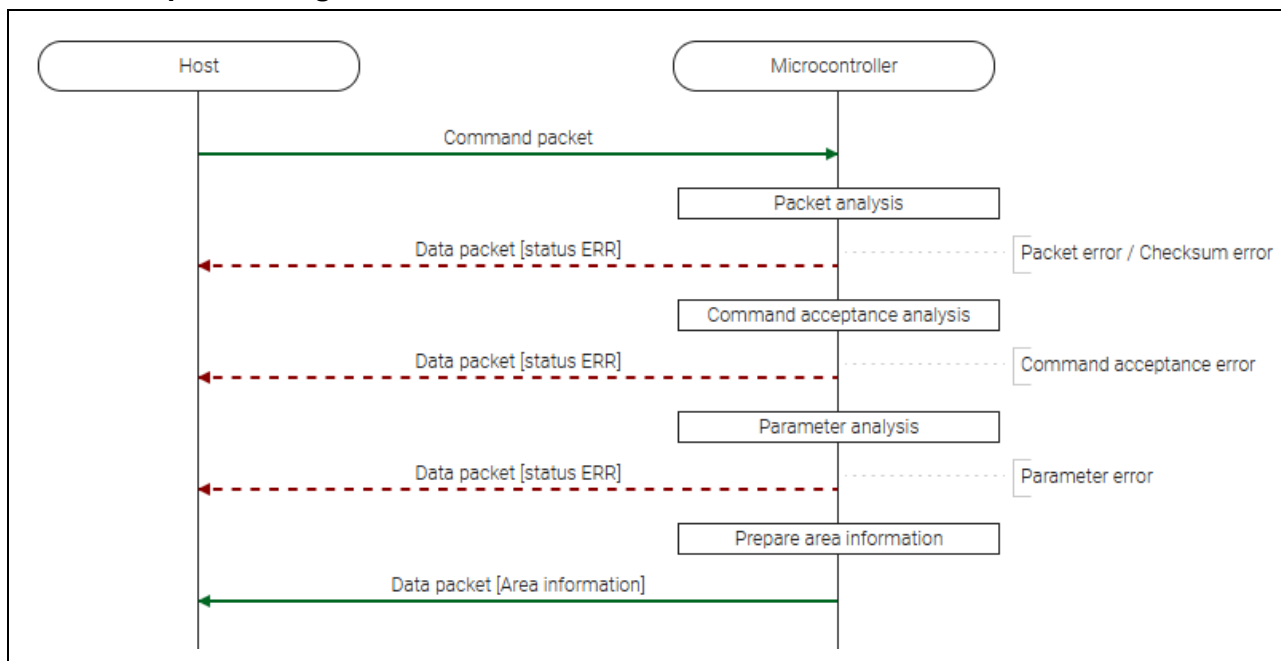 Host
Microcontroller
Command packet
Packet analysis
Data packet [status ERR]
Packet error / Checksum error
Command acceptance analysis
Data packet [status ERR]
Command acceptance error
Parameter analysis
Data packet [status ERR]
Parameter error
Prepare area information
Data packet [Area information]